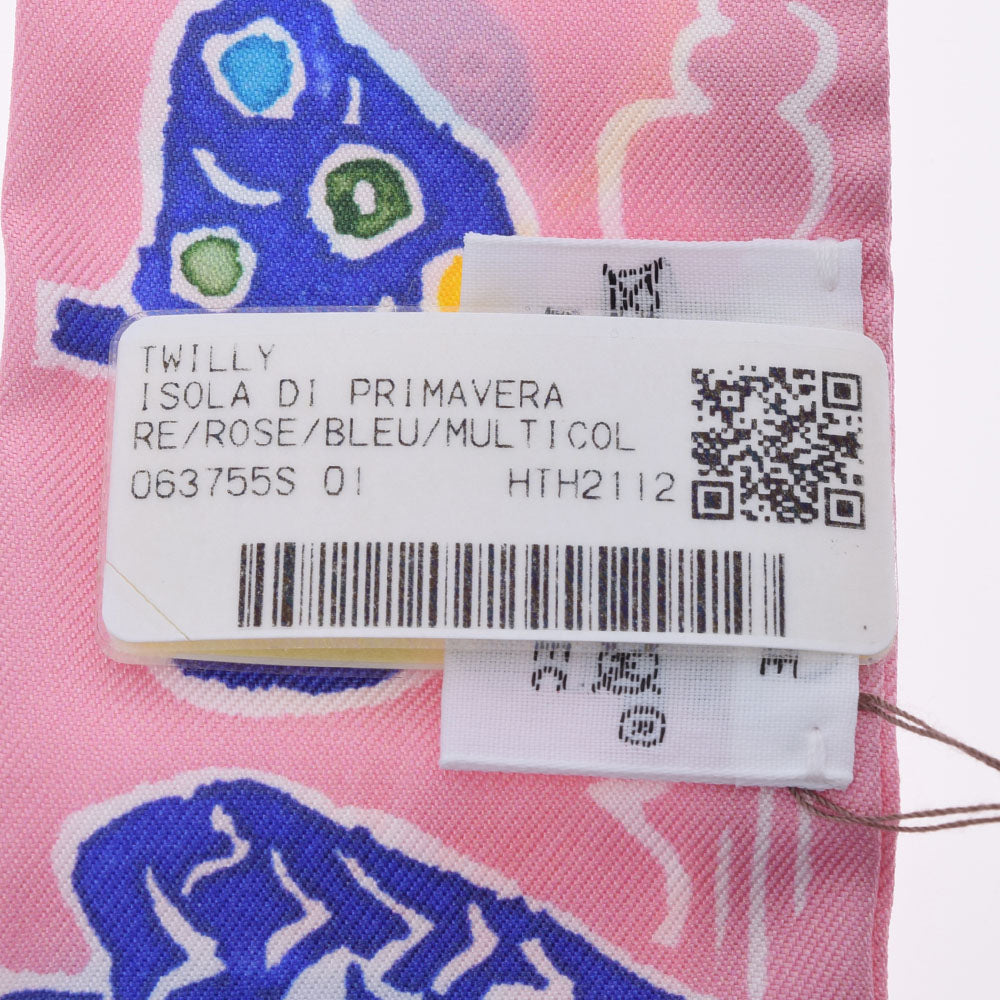 TWILLY
ISOLA DI PRIMAVERA
RE/ROSE/BLEU/MULTICOL
063755S 01 HTH2112